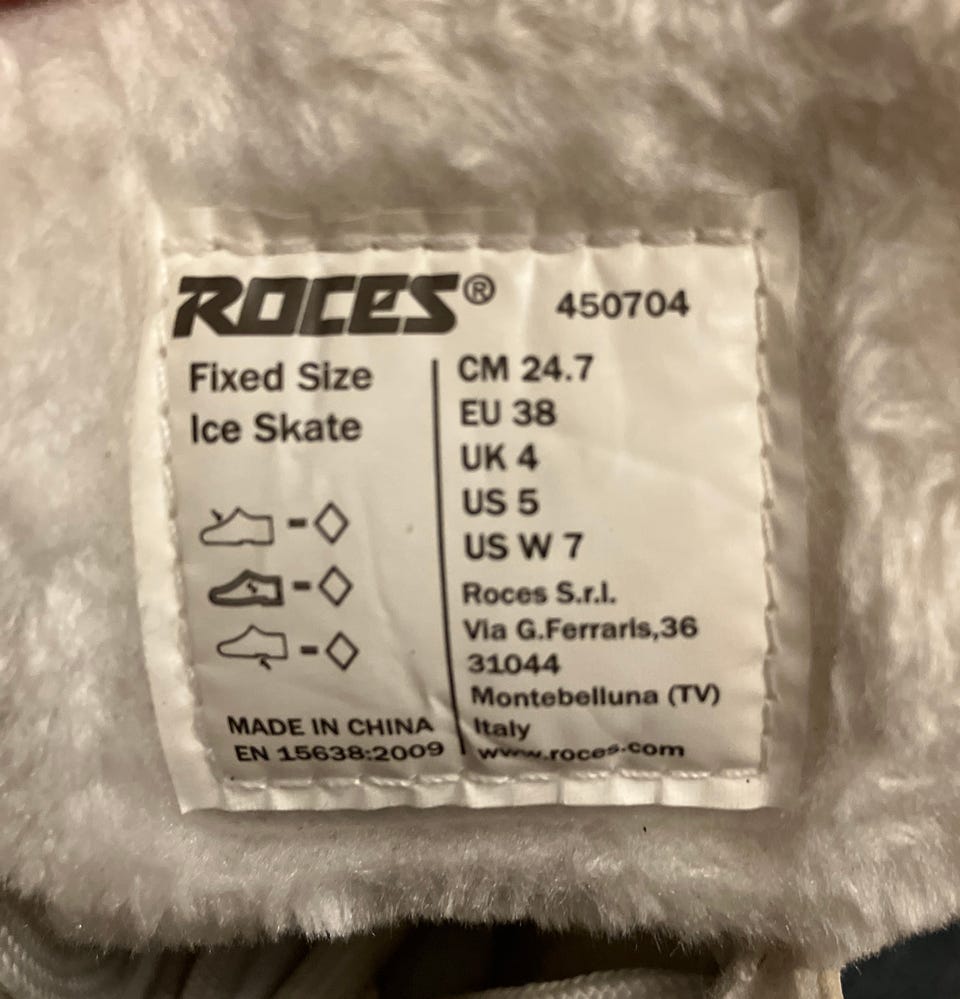 ROCES® 450704
Fixed Size
Ice Skate
CM 24.7
EU 38
UK 4
US 5
US W 7
Roces S.r.l.
Via G.Ferraris,36
31044
Montebelluna (TV)
Italy
www.roces.com
MADE IN CHINA
EN 15638:2009